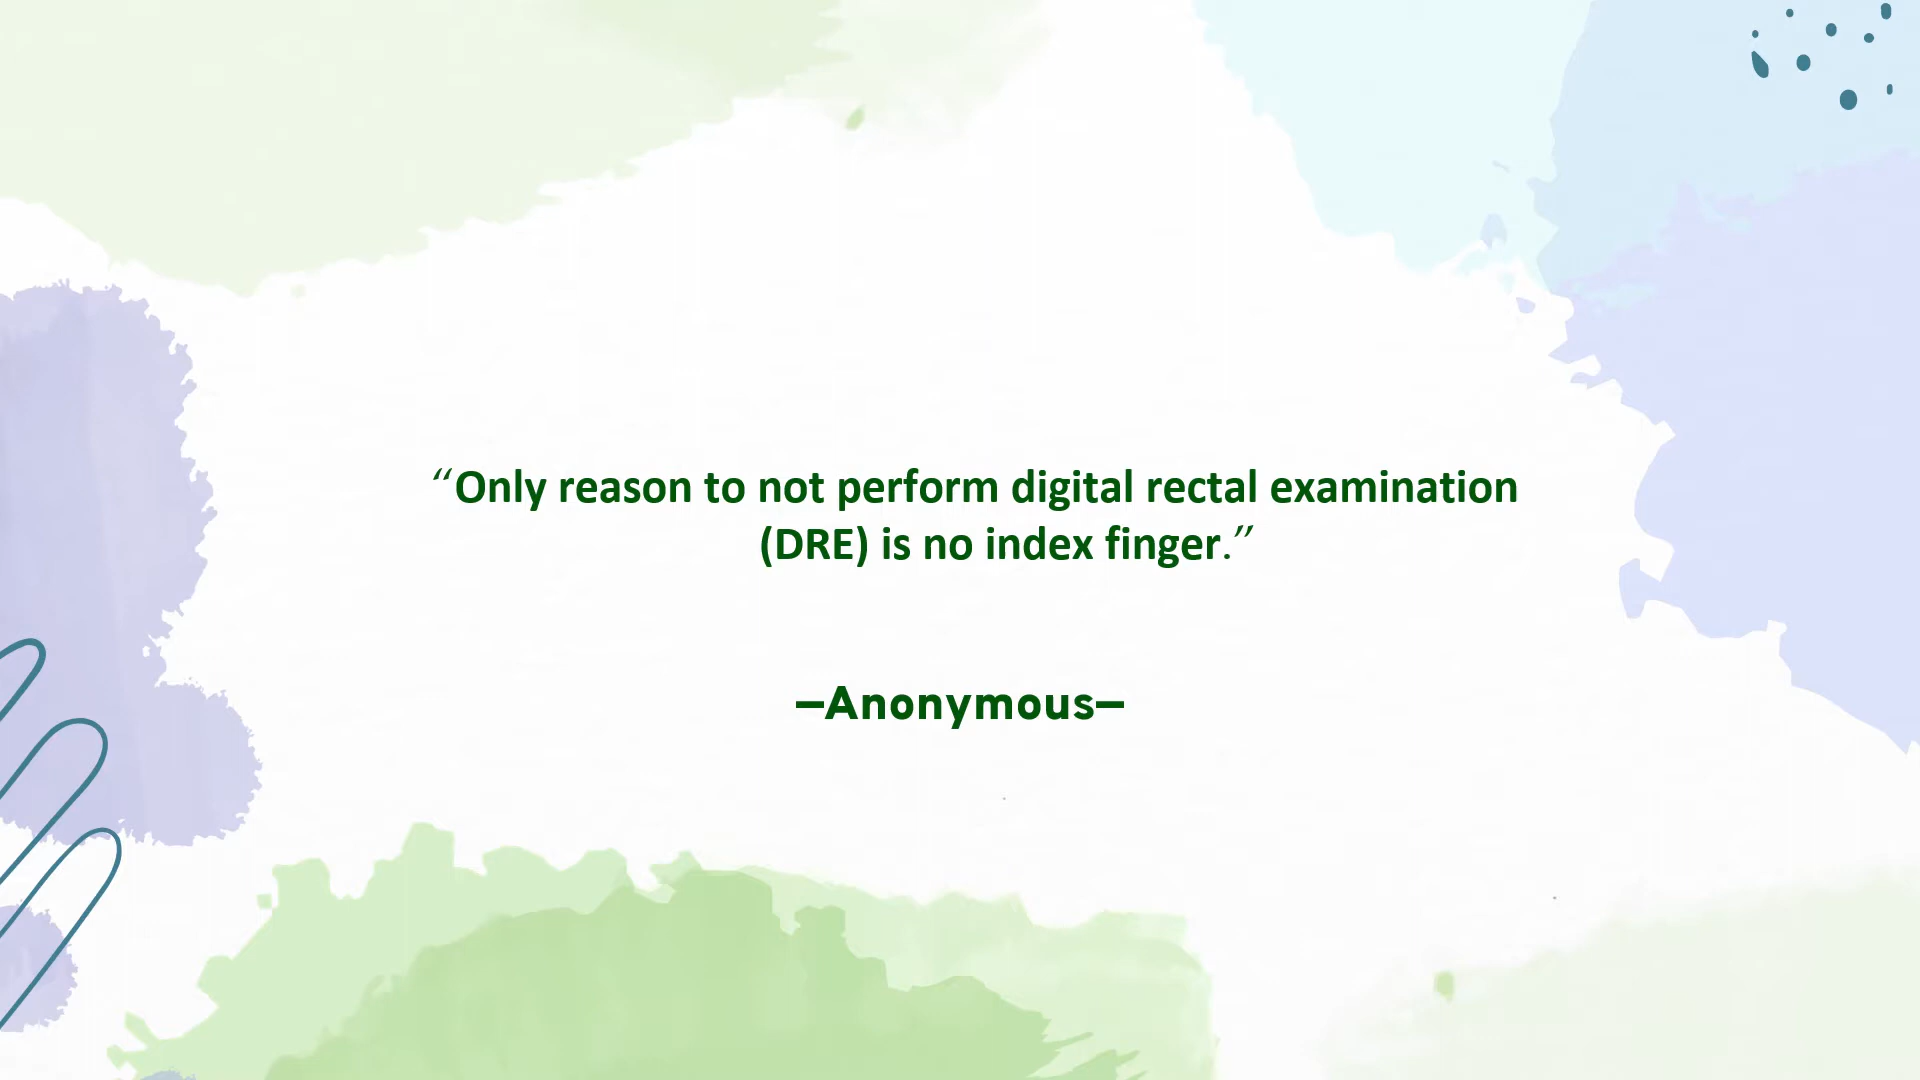 “Only reason to not perform digital rectal examination
(DRE) is no index finger.”
–Anonymous–